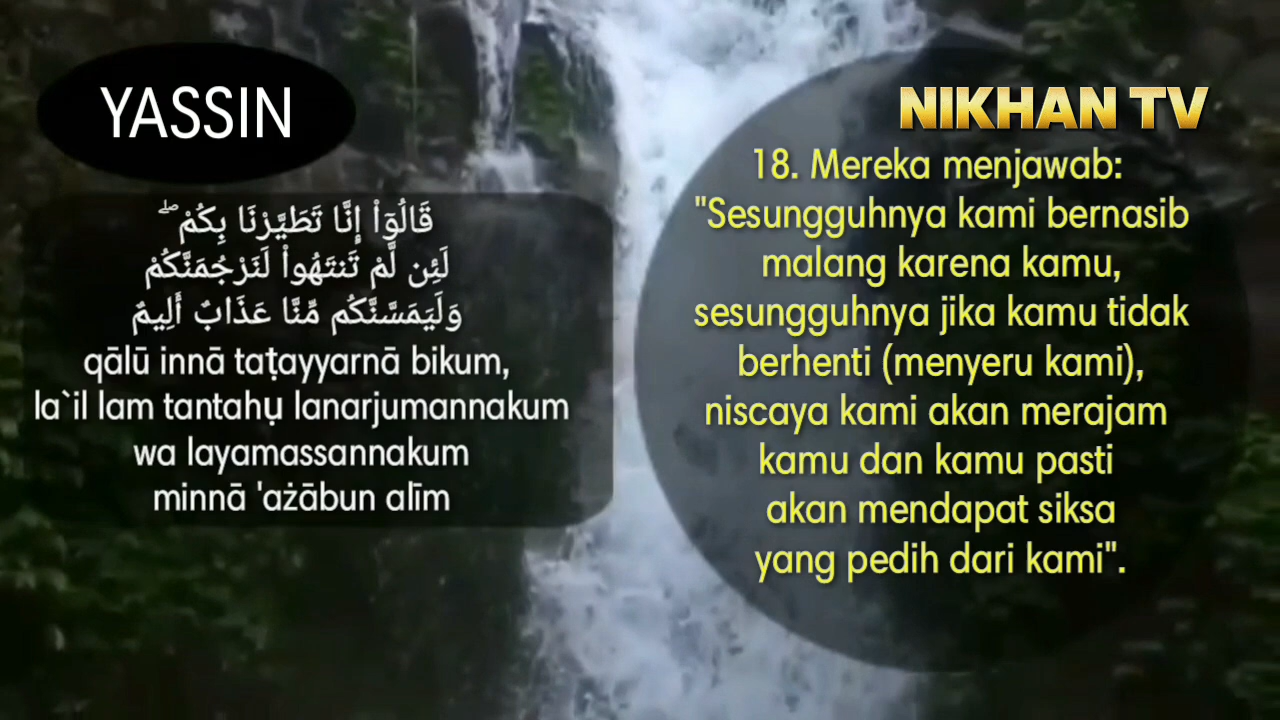 YASSIN
قَالُوٓا۟ إِنَّا تَطَيَّرْنَا بِكُمْ ۖ
لَئِن لَّمْ تَنتَهُوا۟ لَنَرْجُمَنَّكُمْ
وَلَيَمَسَّنَّكُم مِّنَّا عَذَابٌ أَلِيمٌ
qālū innā taṭayyarnā bikum,
la`il lam tantahụ lanarjumannakum
wa layamassannakum
minnā 'ażābun alīm
NIKHAN TV
18. Mereka menjawab:
"Sesungguhnya kami bernasib
malang karena kamu,
sesungguhnya jika kamu tidak
berhenti (menyeru kami),
niscaya kami akan merajam
kamu dan kamu pasti
akan mendapat siksa
yang pedih dari kami".